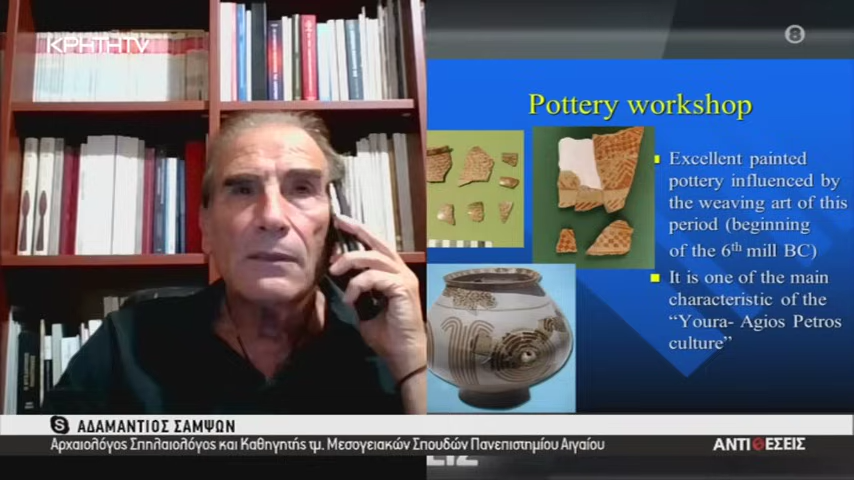 ΚΡΗΤΗTV
8
Pottery workshop
Excellent painted
pottery influenced by
the weaving art of this
period (beginning
of the 6th mill BC)
It is one of the main
characteristic of the
“Youra- Agios Petros
culture”
ΑΔΑΜΑΝΤΙΟΣ ΣΑΜΨΩΝ
Αρχαιολόγος Σπηλαιολόγος και Καθηγητής τμ. Μεσογειακών Σπουδών Πανεπιστημίου Αιγαίου
ΑΝΤΙΘΕΣΕΙΣ